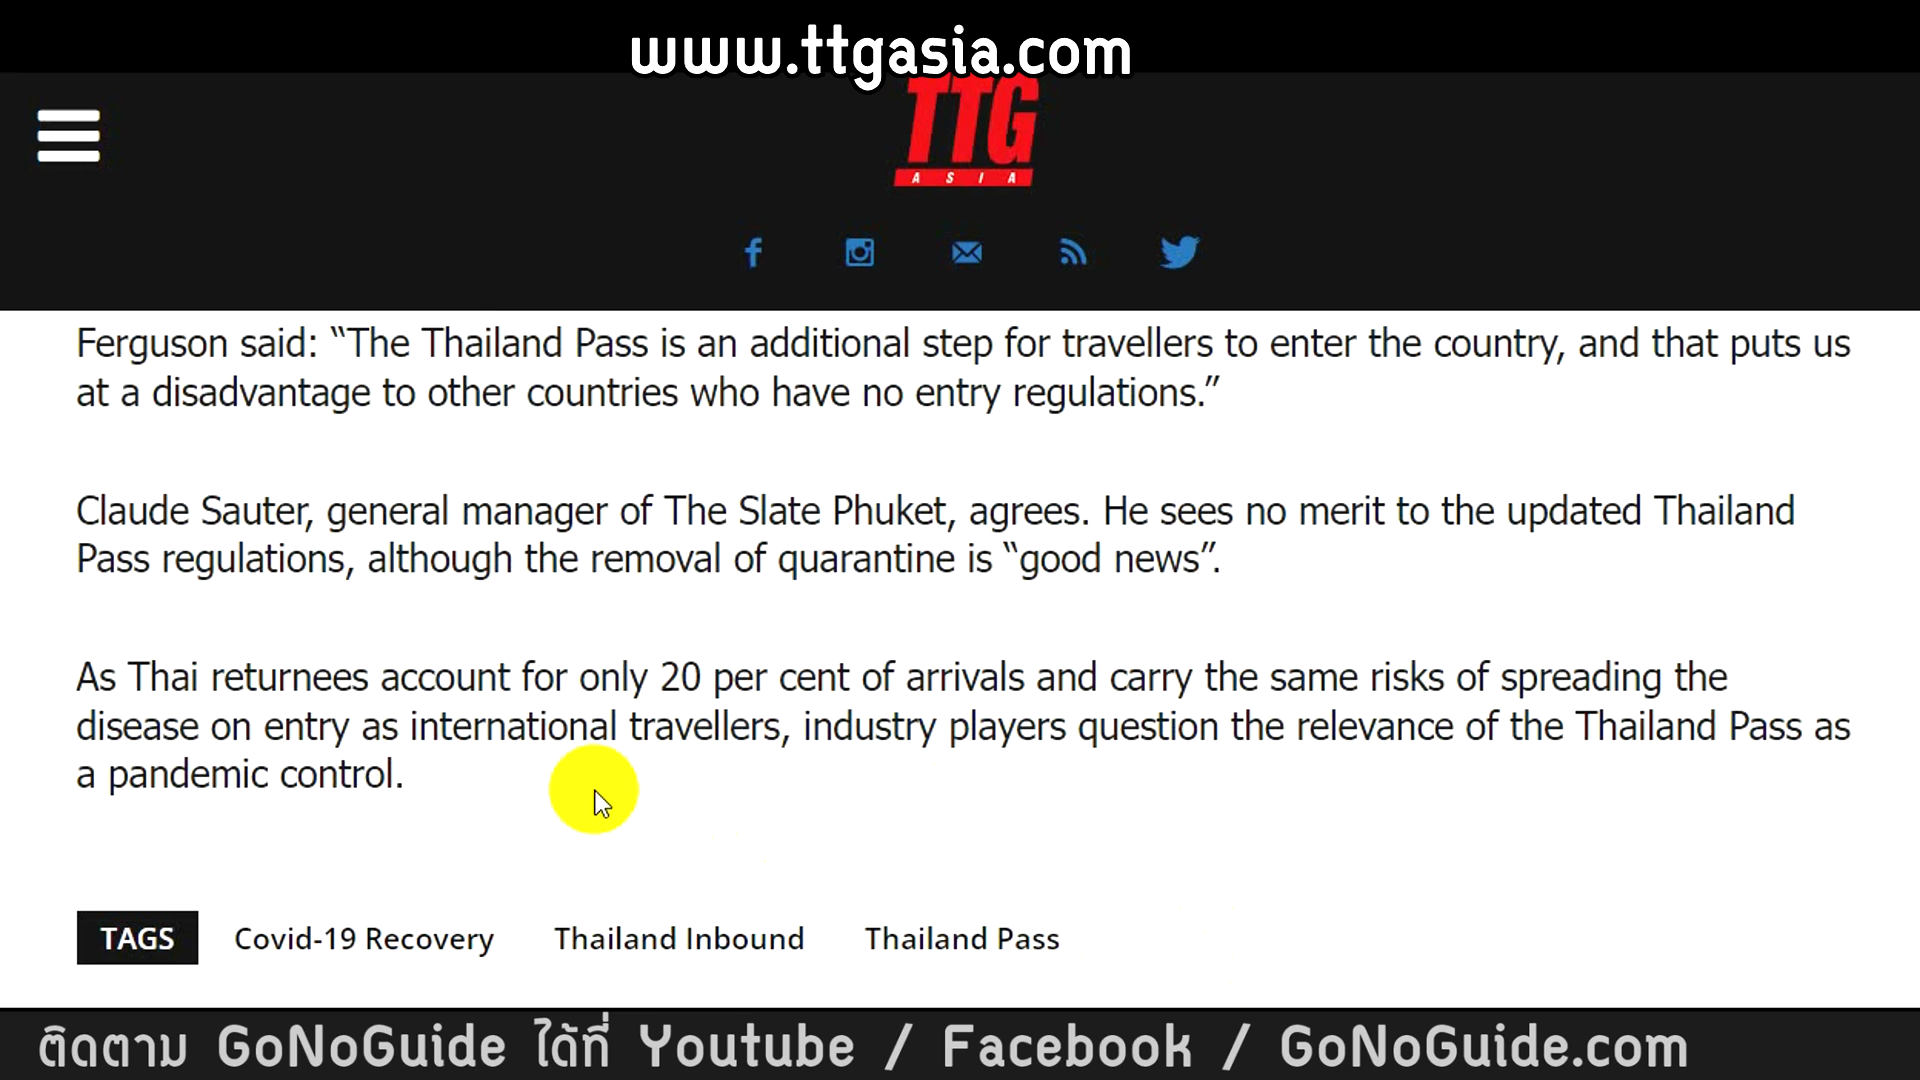 www.ttgasia.com
TTG
ASIA
Ferguson said: “The Thailand Pass is an additional step for travellers to enter the country, and that puts us
at a disadvantage to other countries who have no entry regulations.”
Claude Sauter, general manager of The Slate Phuket, agrees. He sees no merit to the updated Thailand
Pass regulations, although the removal of quarantine is “good news”.
As Thai returnees account for only 20 per cent of arrivals and carry the same risks of spreading the
disease on entry as international travellers, industry players question the relevance of the Thailand Pass as
a pandemic control.
TAGS Covid-19 Recovery Thailand Inbound Thailand Pass
ติดตาม GoNoGuide ได้ที่ Youtube / Facebook / GoNoGuide.com